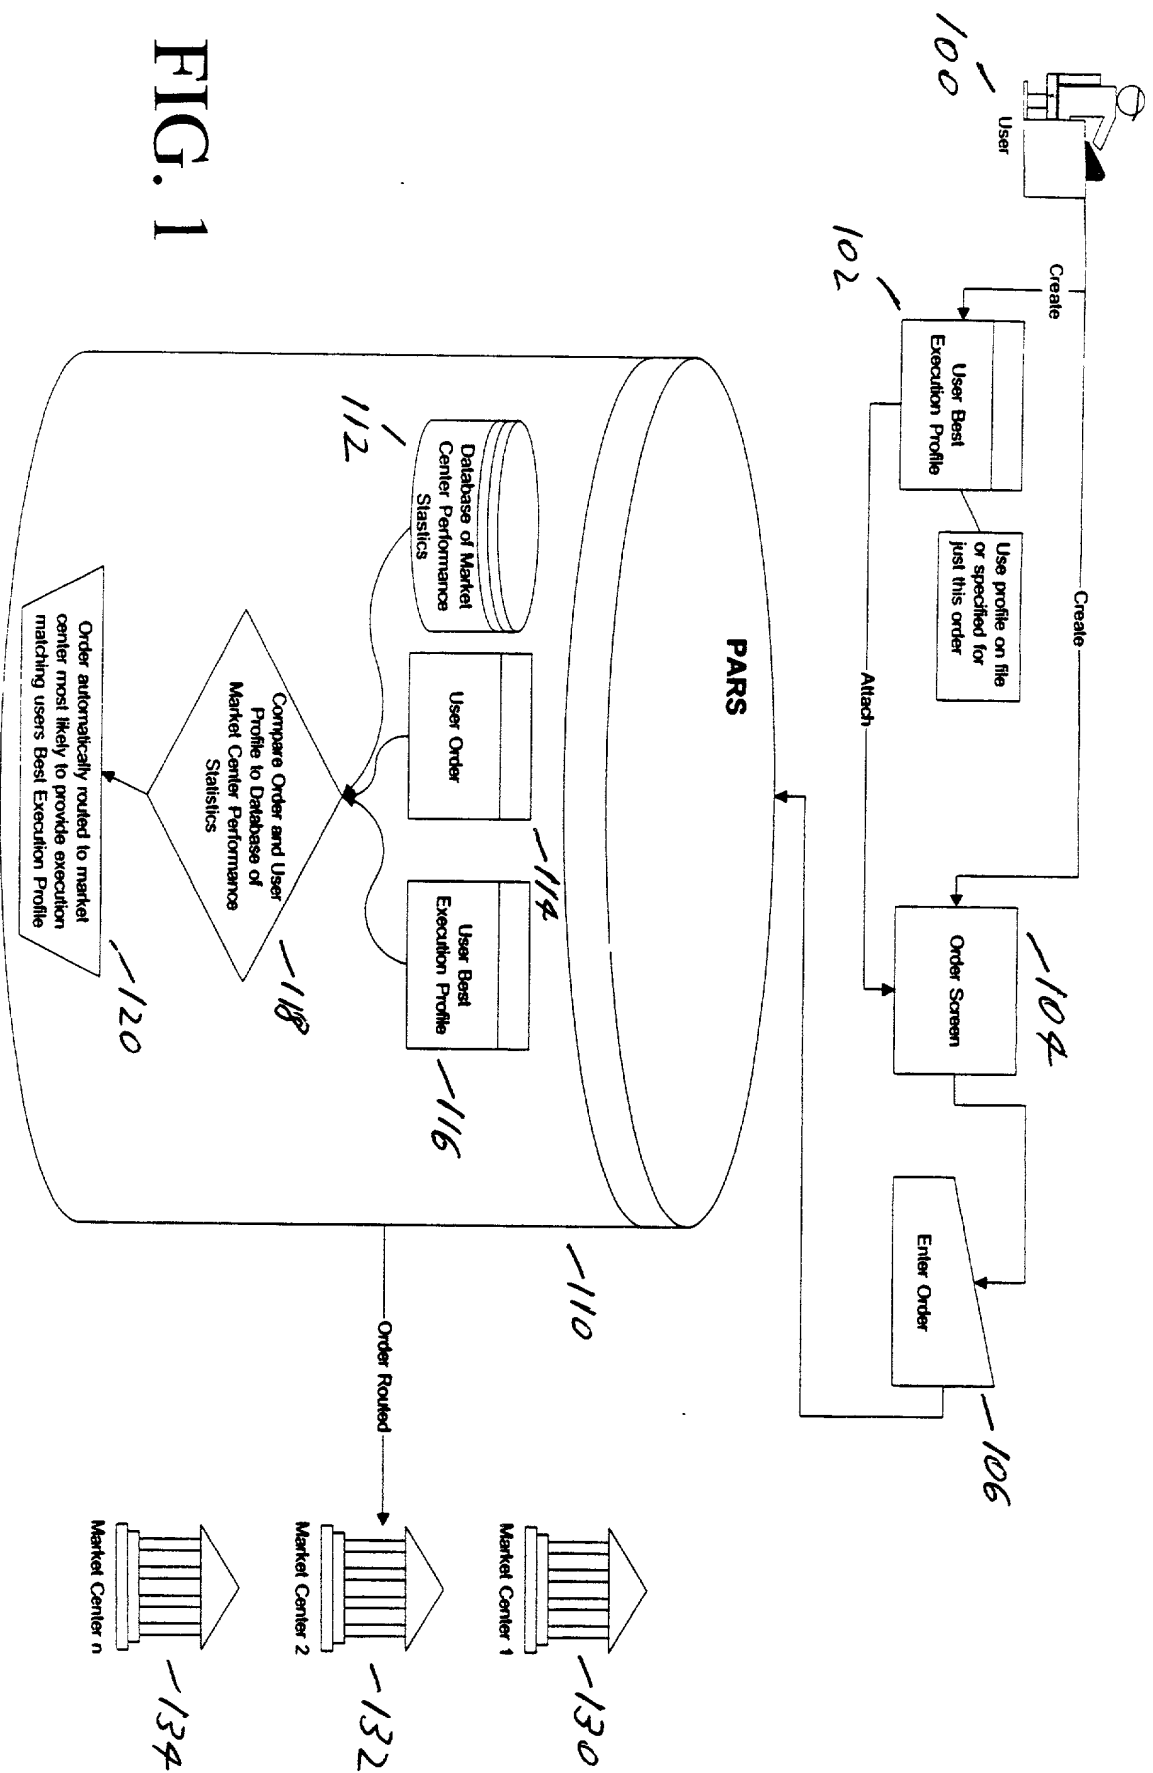 100
User
Create
Create
102
User Best
Execution Profile
Use profile on file
or specified for
just this order
Attach
104
Order Screen
Enter Order
106
PARS
110
112
Database of Market
Center Performance
Stastics
User Order
114
User Best
Execution Profile
116
Compare Order and User
Profile to Database of
Market Center Performance
Statistics
118
Order automatically routed to market
center most likely to provide execution
matching users Best Execution Profile
120
Order Routed
Market Center 1
130
Market Center 2
132
Market Center n
134
FIG. 1